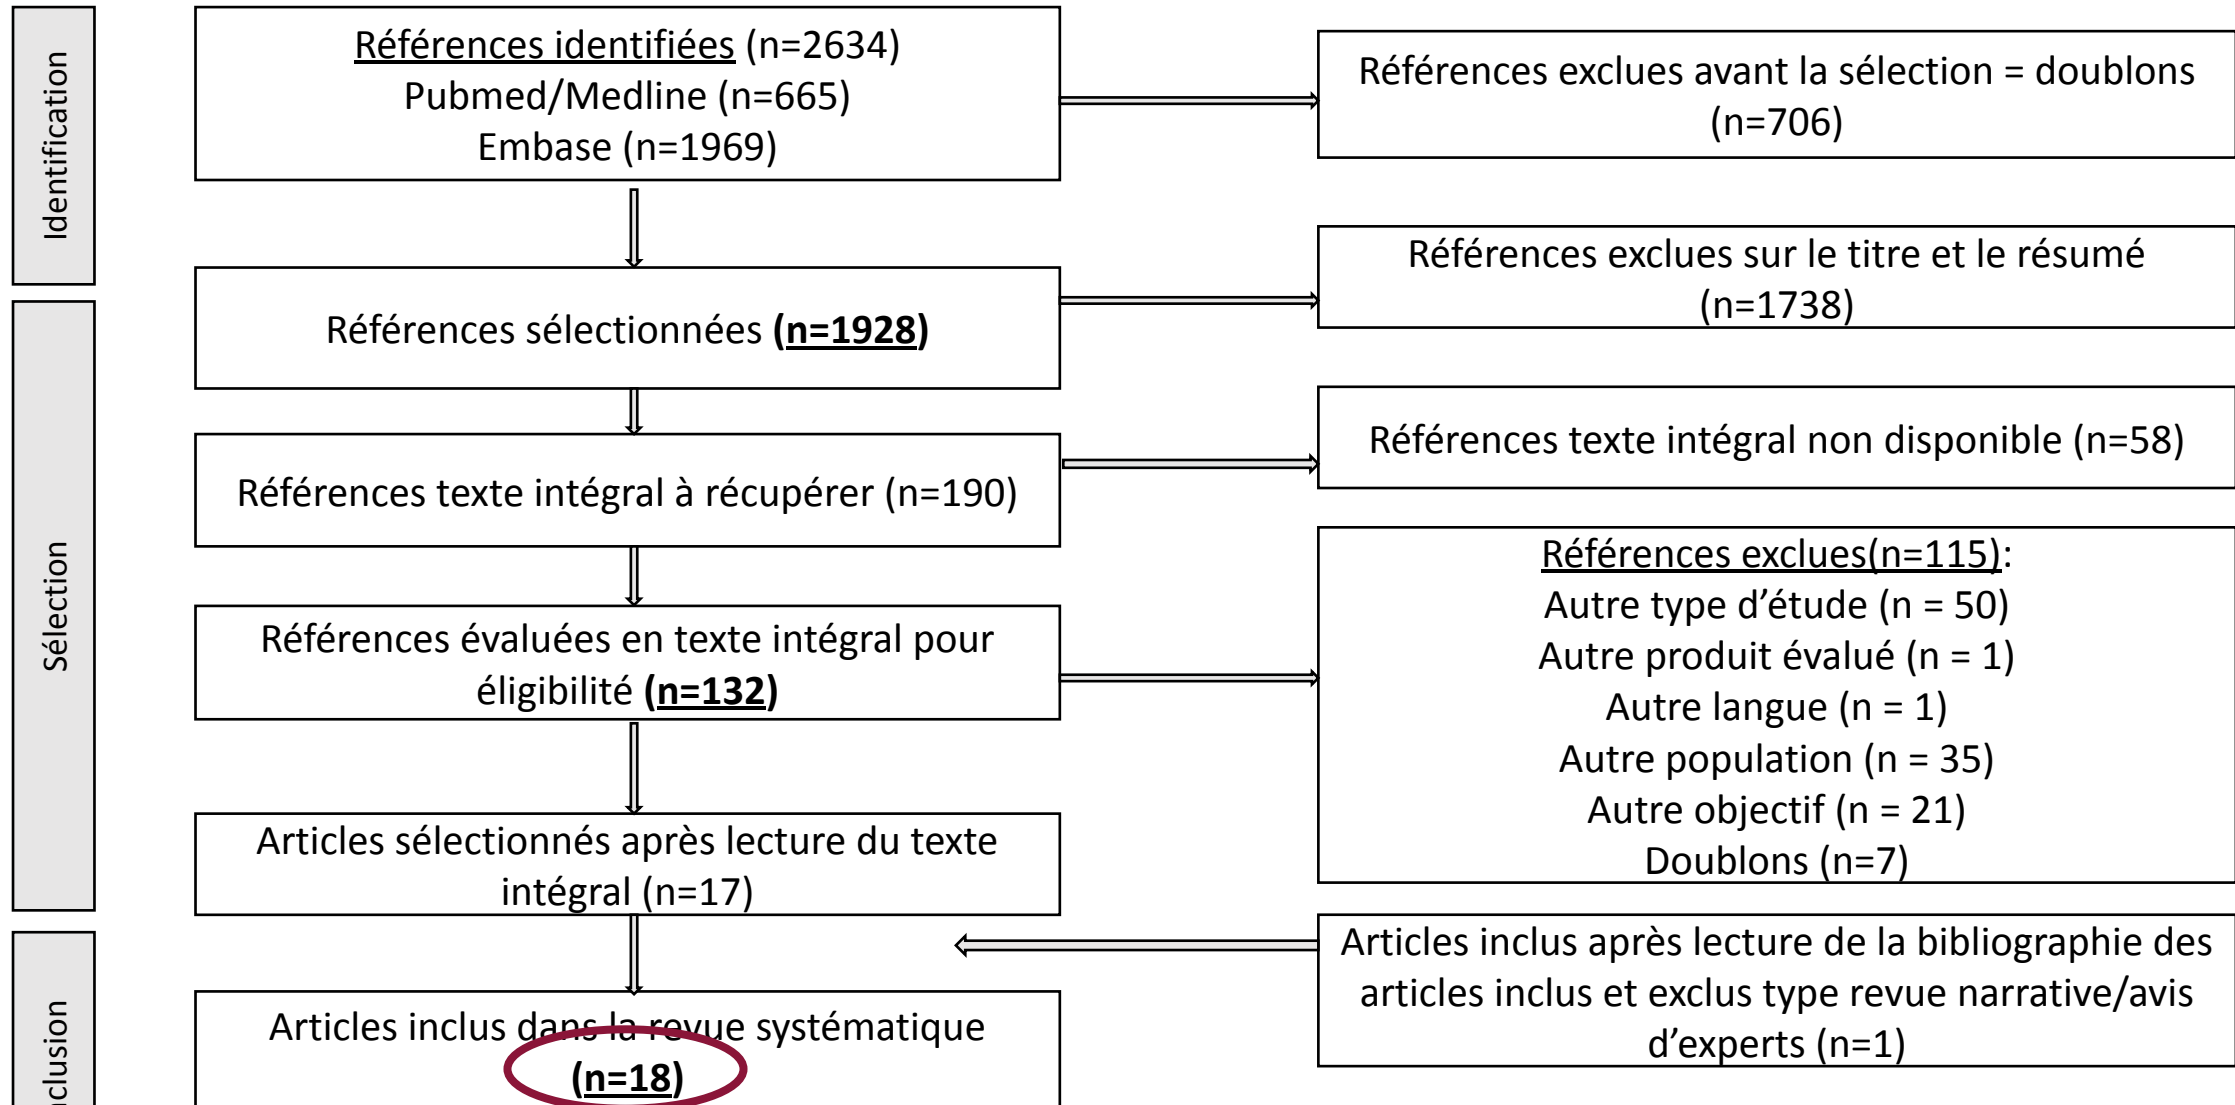 Identification
Références identifiées (n=2634)
Pubmed/Medline (n=665)
Embase (n=1969)
Références exclues avant la sélection = doublons
(n=706)
Sélection
Références sélectionnées (n=1928)
Références exclues sur le titre et le résumé
(n=1738)
Références texte intégral à récupérer (n=190)
Références texte intégral non disponible (n=58)
Références évaluées en texte intégral pour
éligibilité (n=132)
Références exclues(n=115):
Autre type d’étude (n = 50)
Autre produit évalué (n = 1)
Autre langue (n = 1)
Autre population (n = 35)
Autre objectif (n = 21)
Doublons (n=7)
Articles sélectionnés après lecture du texte
intégral (n=17)
Articles inclus après lecture de la bibliographie des
articles inclus et exclus type revue narrative/avis
d’experts (n=1)
nclusion
Articles inclus dans la revue systématique
(n=18)